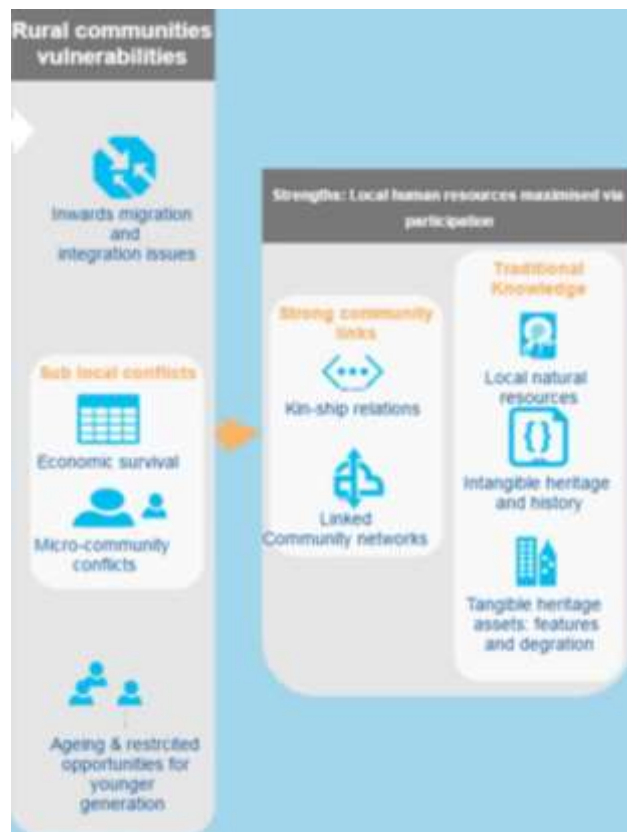 Rural communities
vulnerabilities
Inwards migration
and
integration issues
Sub local conflicts
Economic survival
Micro-community
conflicts
Ageing & restrcited
opportunities for
younger
generation
Strengths: Local human resources maximised via
participation
Strong community
links
Kin-ship relations
Linked
Community networks
Traditional
Knowledge
Local natural
resources
Intangible heritage
and history
Tangible heritage
assets: features
and degration